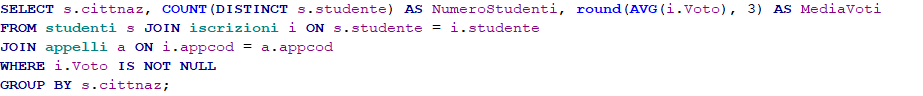 SELECT s.cittnaz, COUNT(DISTINCT s.studente) AS NumeroStudenti, round(AVG(i.Voto), 3) AS MediaVoti
FROM studenti s JOIN iscrizioni i ON s.studente = i.studente
JOIN appelli a ON i.appcod = a.appcod
WHERE i.Voto IS NOT NULL
GROUP BY s.cittnaz;